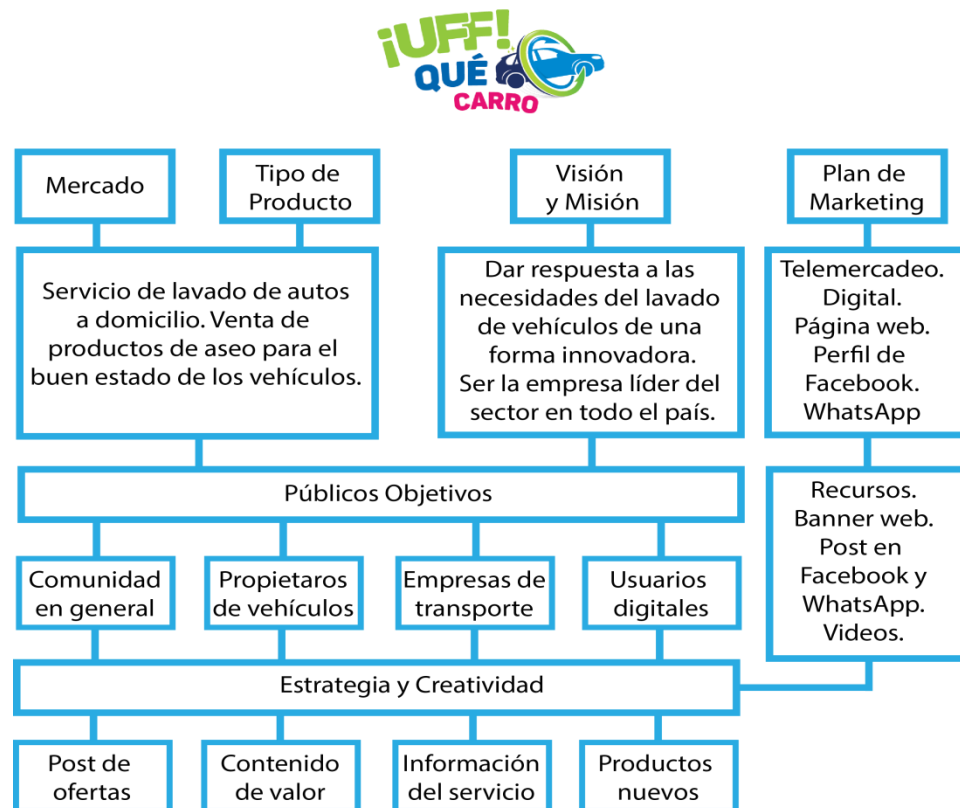 ¡UFF!
QUÉ
CARRO
Mercado
Tipo de
Producto
Visión
y Misión
Plan de
Marketing
Servicio de lavado de autos
a domicilio. Venta de
productos de aseo para el
buen estado de los vehículos.
Dar respuesta a las
necesidades del lavado
de vehículos de una
forma innovadora.
Ser la empresa líder del
sector en todo el país.
Telemercadeo.
Digital.
Página web.
Perfil de
Facebook.
WhatsApp
Públicos Objetivos
Recursos.
Banner web.
Post en
Facebook y
WhatsApp.
Videos.
Comunidad
en general
Propietaros
de vehículos
Empresas de
transporte
Usuarios
digitales
Estrategia y Creatividad
Post de
ofertas
Contenido
de valor
Información
del servicio
Productos
nuevos